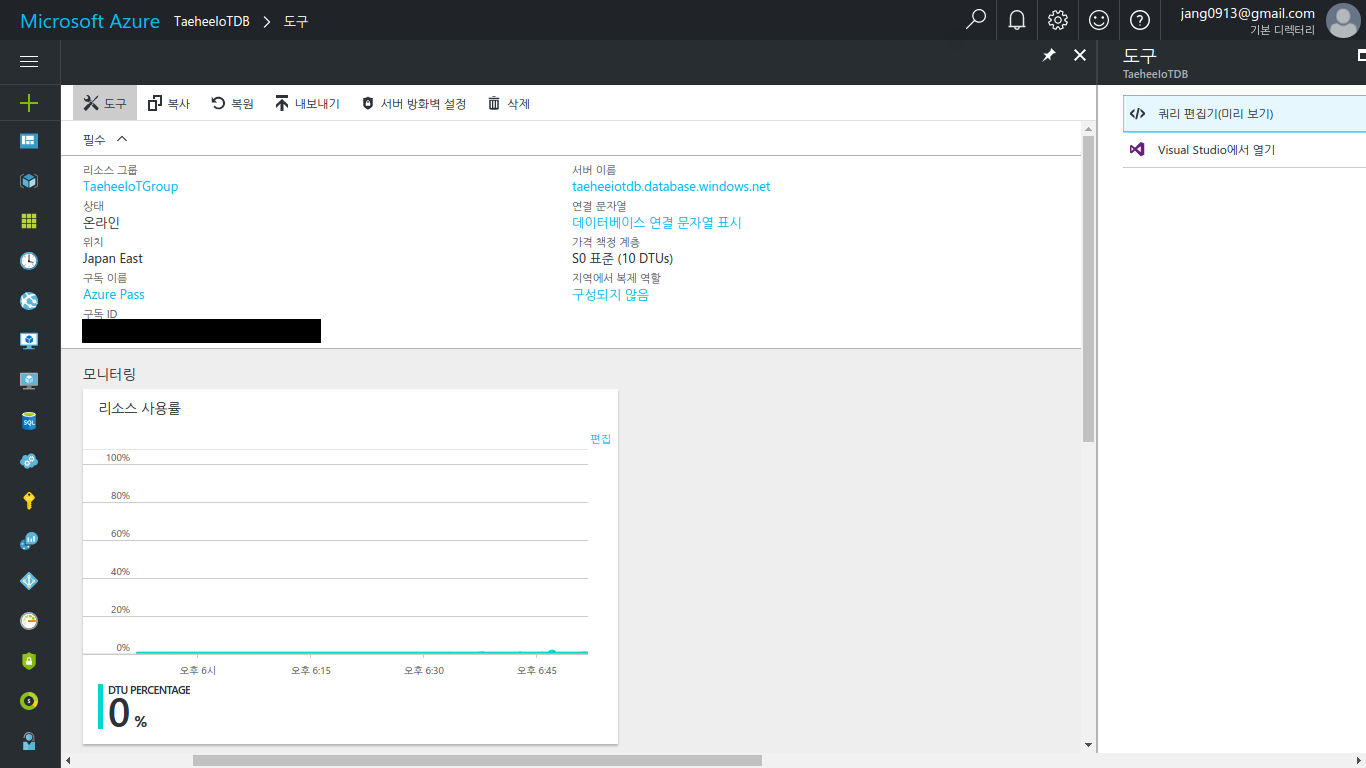 Microsoft Azure TaeheeIoTDB > 도구
jang0913@gmail.com
기본 디렉터리
도구
TaeheeIoTDB
도구 복사 복원 내보내기 서버 방화벽 설정 삭제
쿼리 편집기(미리 보기)
Visual Studio에서 열기
필수
리소스 그룹
TaeheeIoTGroup
상태
온라인
위치
Japan East
구독 이름
Azure Pass
구독 ID
서버 이름
taeheeiotdb.database.windows.net
연결 문자열
데이터베이스 연결 문자열 표시
가격 책정 계층
S0 표준 (10 DTUs)
지역에서 복제 역할
구성되지 않음
모니터링
리소스 사용률
편집
100%
80%
60%
40%
20%
0%
오후 6시 오후 6:15 오후 6:30 오후 6:45
DTU PERCENTAGE
0 %
SQL